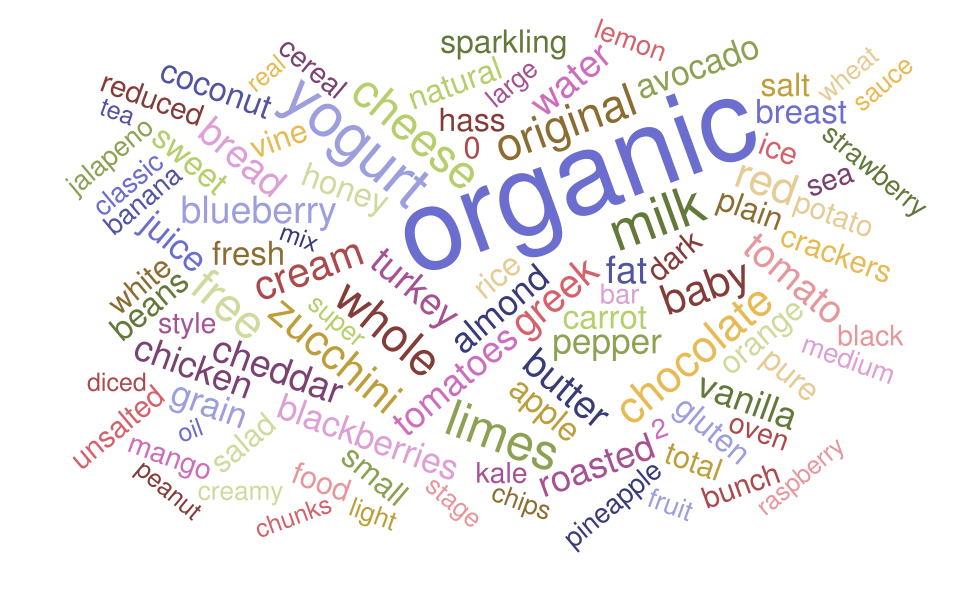 lemon
sparkling
cereal
real
coconut
reduced
tea
yogurt
cheese
natural
large
water
avocado
salt
wheat
sauce
breast
hass
0
original
organic
jalapeno
sweet
bread
vine
ice
strawberry
classic
banana
honey
red
sea
potato
blueberry
juice
milk
plain
crackers
mix
fresh
cream
turkey
rice
almond
greek
fat
dark
bar
baby
tomato
white
beans
free
style
super
zucchini
whole
carrot
pepper
chocolate
orange
black
medium
pure
chicken
cheddar
tomatoes
butter
apple
vanilla
diced
unsalted
grain
oil
salad
blackberries
limes
gluten
oven
2
mango
peanut
creamy
food
small
kale
roasted
total
chunks
light
stage
chips
pineapple
fruit
bunch
raspberry